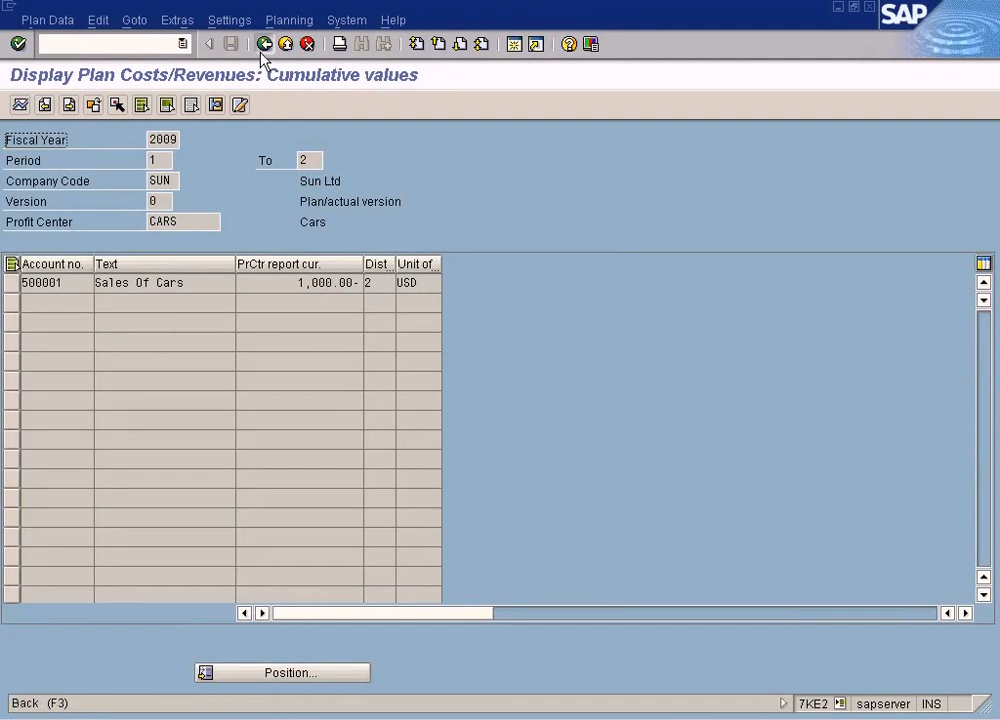 Plan Data Edit Goto Extras Settings Planning System Help
SAP
Display Plan Costs/Revenues: Cumulative values
Fiscal Year 2009
Period 1 To 2
Company Code SUN Sun Ltd
Version 0 Plan/actual version
Profit Center CARS Cars
Account no. Text PrCtr report cur. Dist... Unit of...
500001 Sales Of Cars 1,000.00- 2 USD
Position...
Back (F3) 7KE2 sapserver INS